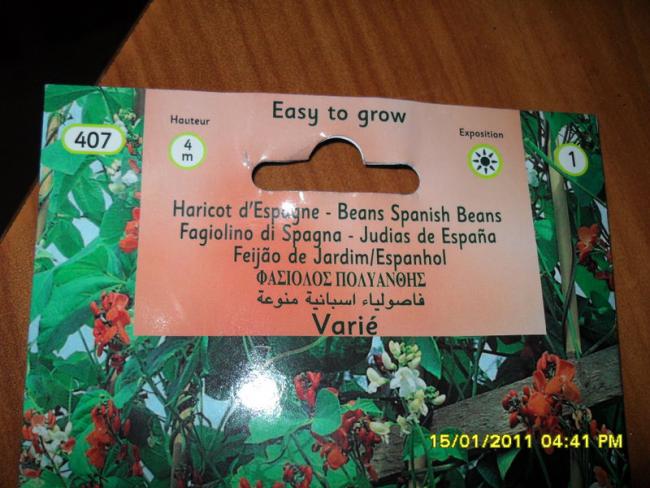 Easy to grow
407
Hauteur
4
m
Exposition
1
Haricot d'Espagne - Beans Spanish Beans
Fagiolino di Spagna - Judias de España
Feijão de Jardim/Espanhol
ΦΑΣΙΟΛΟΣ ΠΟΛΥΑΝΘΗΣ
فاصولياء اسبانية منوعة
Varié
15/01/2011 04:41 PM